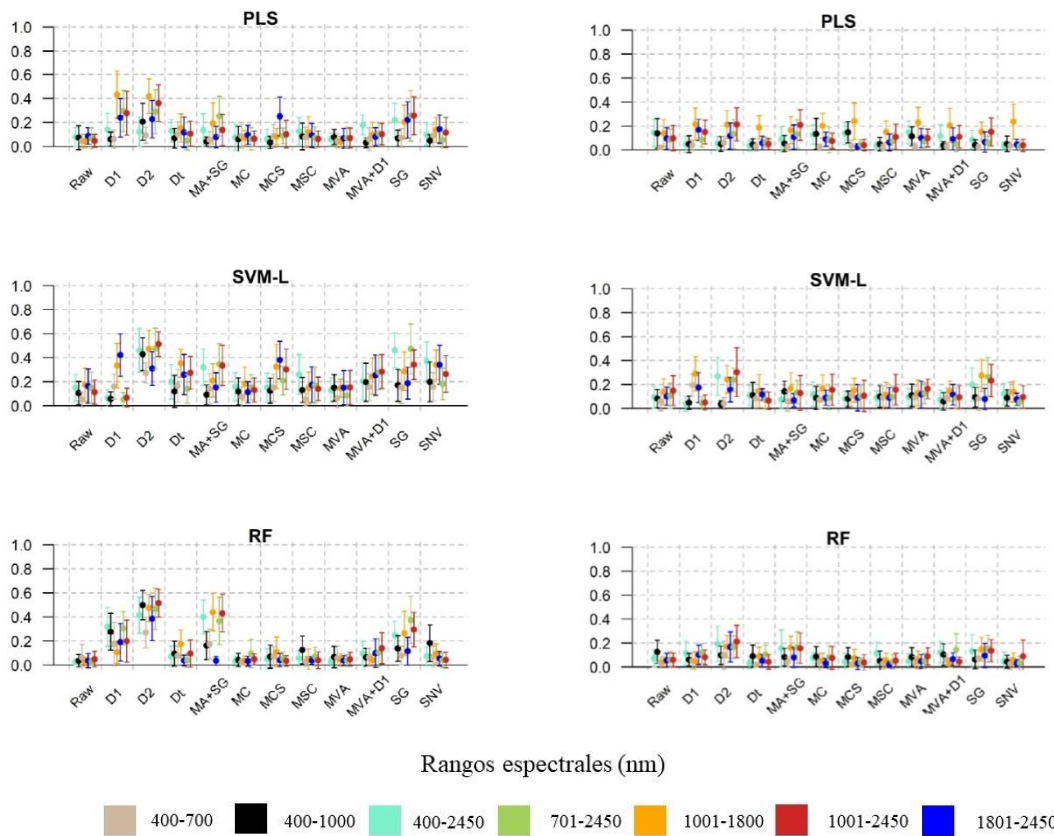 PLS
1.0
0.8
0.6
0.4
0.2
0.0
Raw D1 D2 Dt MA+SG MC MCS MSC MVA MVA+D1 SG SNV
PLS
1.0
0.8
0.6
0.4
0.2
0.0
Raw D1 D2 Dt MA+SG MC MCS MSC MVA MVA+D1 SG SNV
SVM-L
1.0
0.8
0.6
0.4
0.2
0.0
Raw D1 D2 Dt MA+SG MC MCS MSC MVA MVA+D1 SG SNV
SVM-L
1.0
0.8
0.6
0.4
0.2
0.0
Raw D1 D2 Dt MA+SG MC MCS MSC MVA MVA+D1 SG SNV
RF
1.0
0.8
0.6
0.4
0.2
0.0
Raw D1 D2 Dt MA+SG MC MCS MSC MVA MVA+D1 SG SNV
RF
1.0
0.8
0.6
0.4
0.2
0.0
Raw D1 D2 Dt MA+SG MC MCS MSC MVA MVA+D1 SG SNV
Rangos espectrales (nm)
400-700 400-1000 400-2450 701-2450 1001-1800 1001-2450 1801-2450